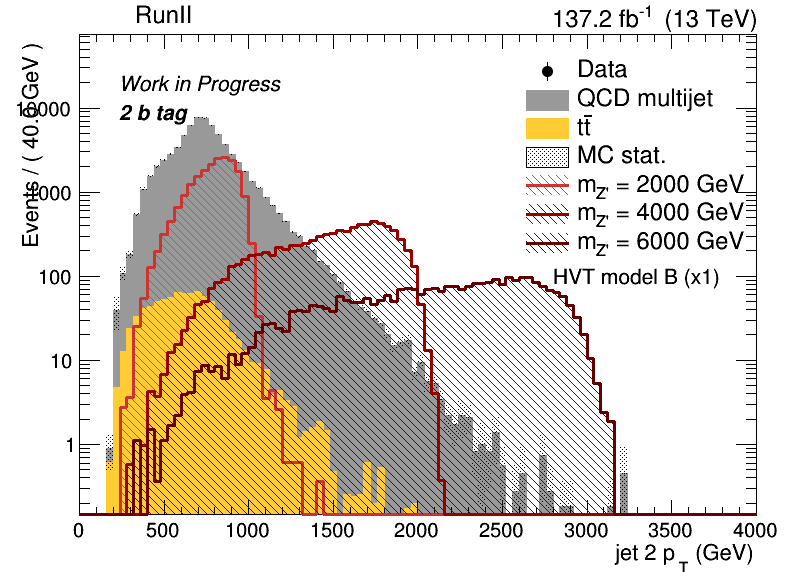 RunII
137.2 fb⁻¹ (13 TeV)
Events / ( 40.0 GeV )
Work in Progress
2 b tag
Data
QCD multijet
tt̄
MC stat.
m_Z' = 2000 GeV
m_Z' = 4000 GeV
m_Z' = 6000 GeV
HVT model B (x1)
10000
1000
100
10
1
0 500 1000 1500 2000 2500 3000 3500 4000
jet 2 p_T (GeV)